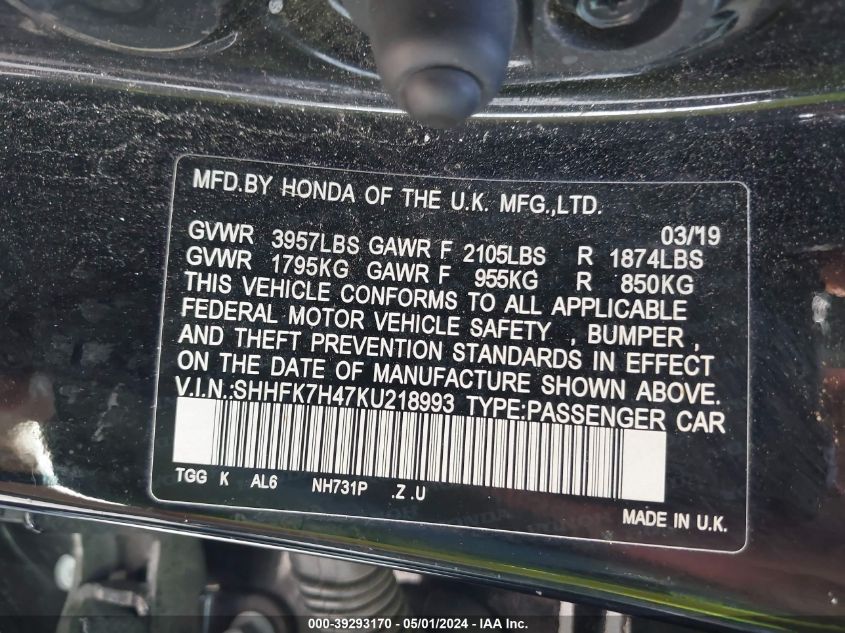 MFD.BY HONDA OF THE U.K. MFG.,LTD.
03/'19
GVWR 3957LBS GAWR F 2105LBS R 1874LBS
GVWR 1795KG GAWR F 955KG R 850KG
THIS VEHICLE CONFORMS TO ALL APPLICABLE
FEDERAL MOTOR VEHICLE SAFETY , BUMPER ,
AND THEFT PREVENTION STANDARDS IN EFFECT
ON THE DATE OF MANUFACTURE SHOWN ABOVE.
V.I.N.:SHHFK7H47KU218993 TYPE:PASSENGER CAR
TGG K AL6 NH731P .Z .U
MADE IN U.K.
000-39293170 - 05/01/2024 - IAA Inc.